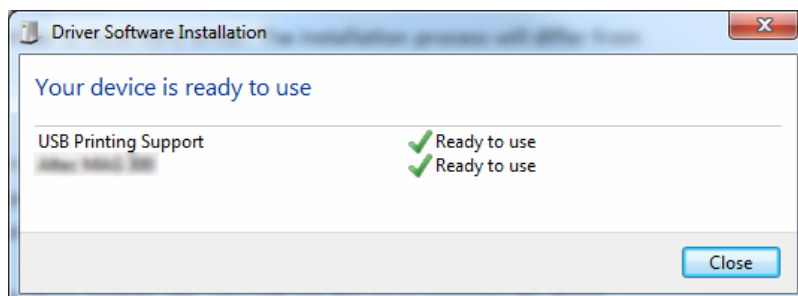 Driver Software Installation
Your device is ready to use
USB Printing Support Ready to use
Ready to use
Close